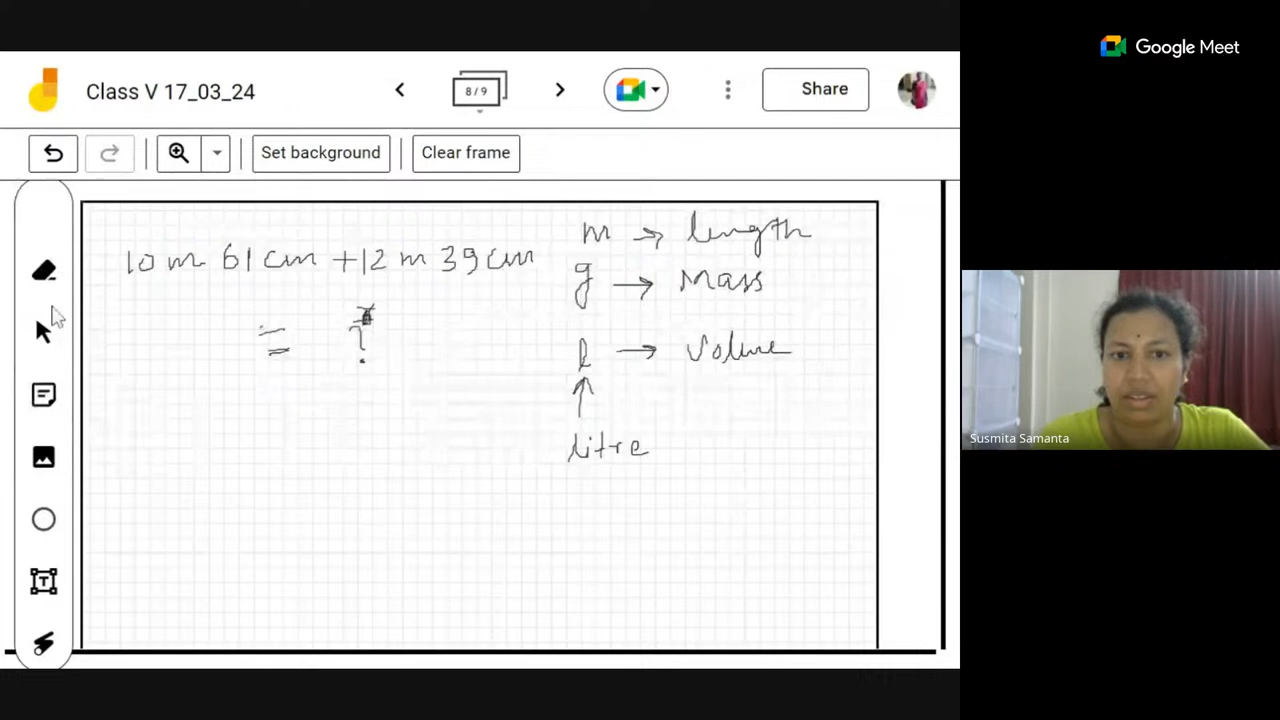 Google Meet
Class V 17_03_24
8/9
Share
Set background
Clear frame
10 m 61 cm + 12 m 39 cm
= ?
m → length
g → Mass
l → volume
↑
litre
Susmita Samanta